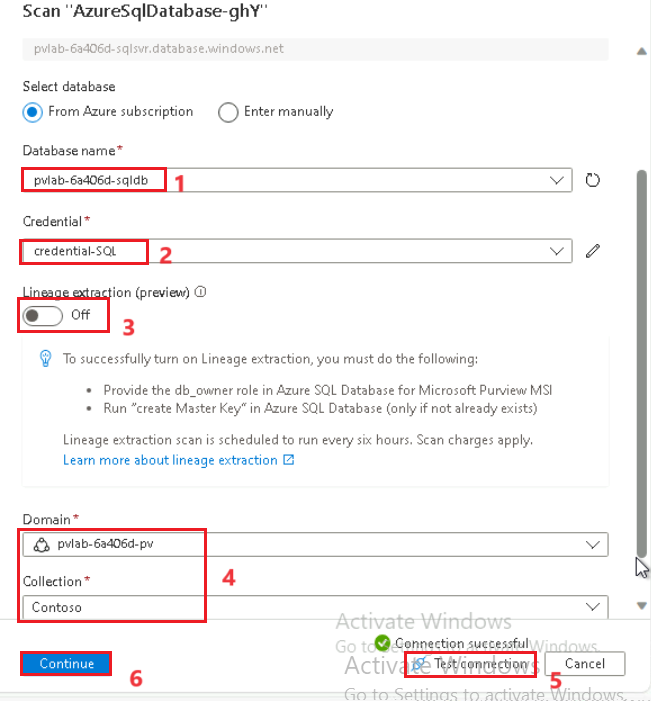 Scan "AzureSqlDatabase-ghY"
pvlab-6a406d-sqlsvr.database.windows.net
Select database
From Azure subscription
Enter manually
Database name*
pvlab-6a406d-sqldb
1
Credential*
credential-SQL
2
Lineage extraction (preview)
Off
3
To successfully turn on Lineage extraction, you must do the following:
• Provide the db_owner role in Azure SQL Database for Microsoft Purview MSI
• Run "create Master Key" in Azure SQL Database (only if not already exists)
Lineage extraction scan is scheduled to run every six hours. Scan charges apply.
Learn more about lineage extraction
Domain*
pvlab-6a406d-pv
4
Collection*
Contoso
Activate Windows
Connection successful
Go to Settings to activate Windows.
Continue
6
Test connection
5
Cancel
Activate Windows
Go to Settings to activate Windows.